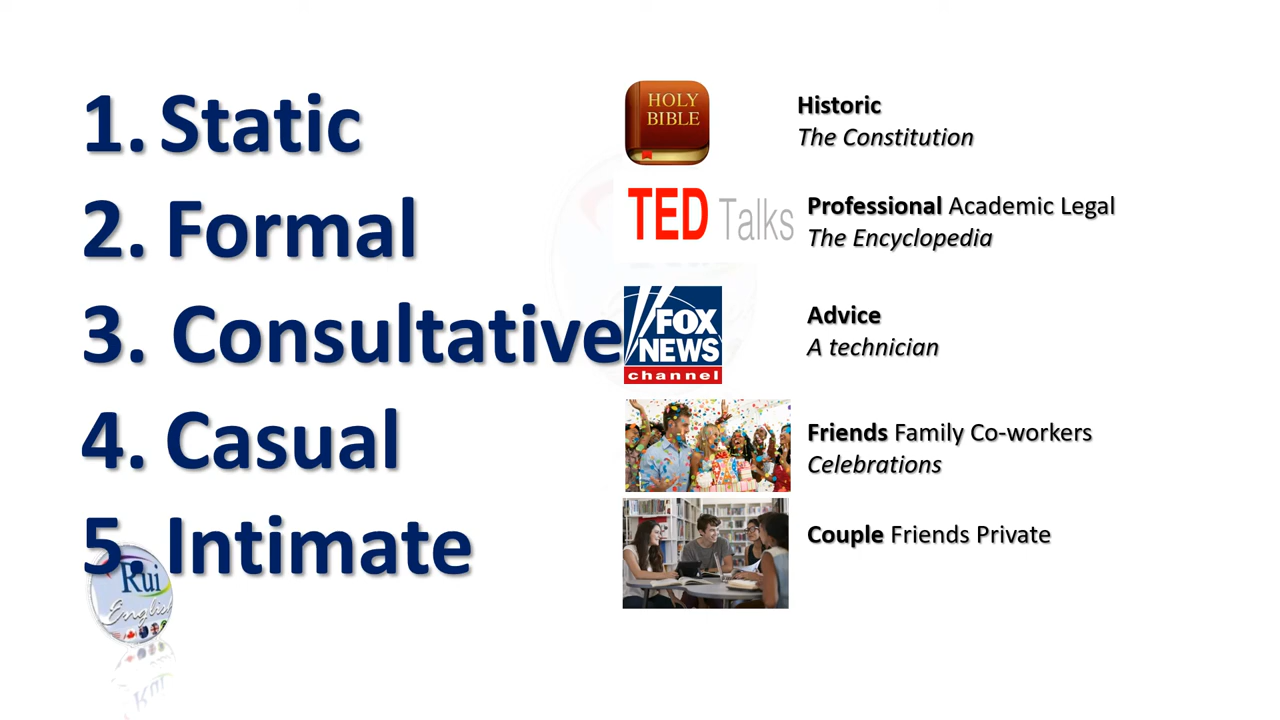 1. Static
HOLY
BIBLE
Historic
The Constitution
2. Formal
TED Talks
Professional Academic Legal
The Encyclopedia
3. Consultative
FOX
NEWS
channel
Advice
A technician
4. Casual
Friends Family Co-workers
Celebrations
5. Intimate
Couple Friends Private
Rui
English